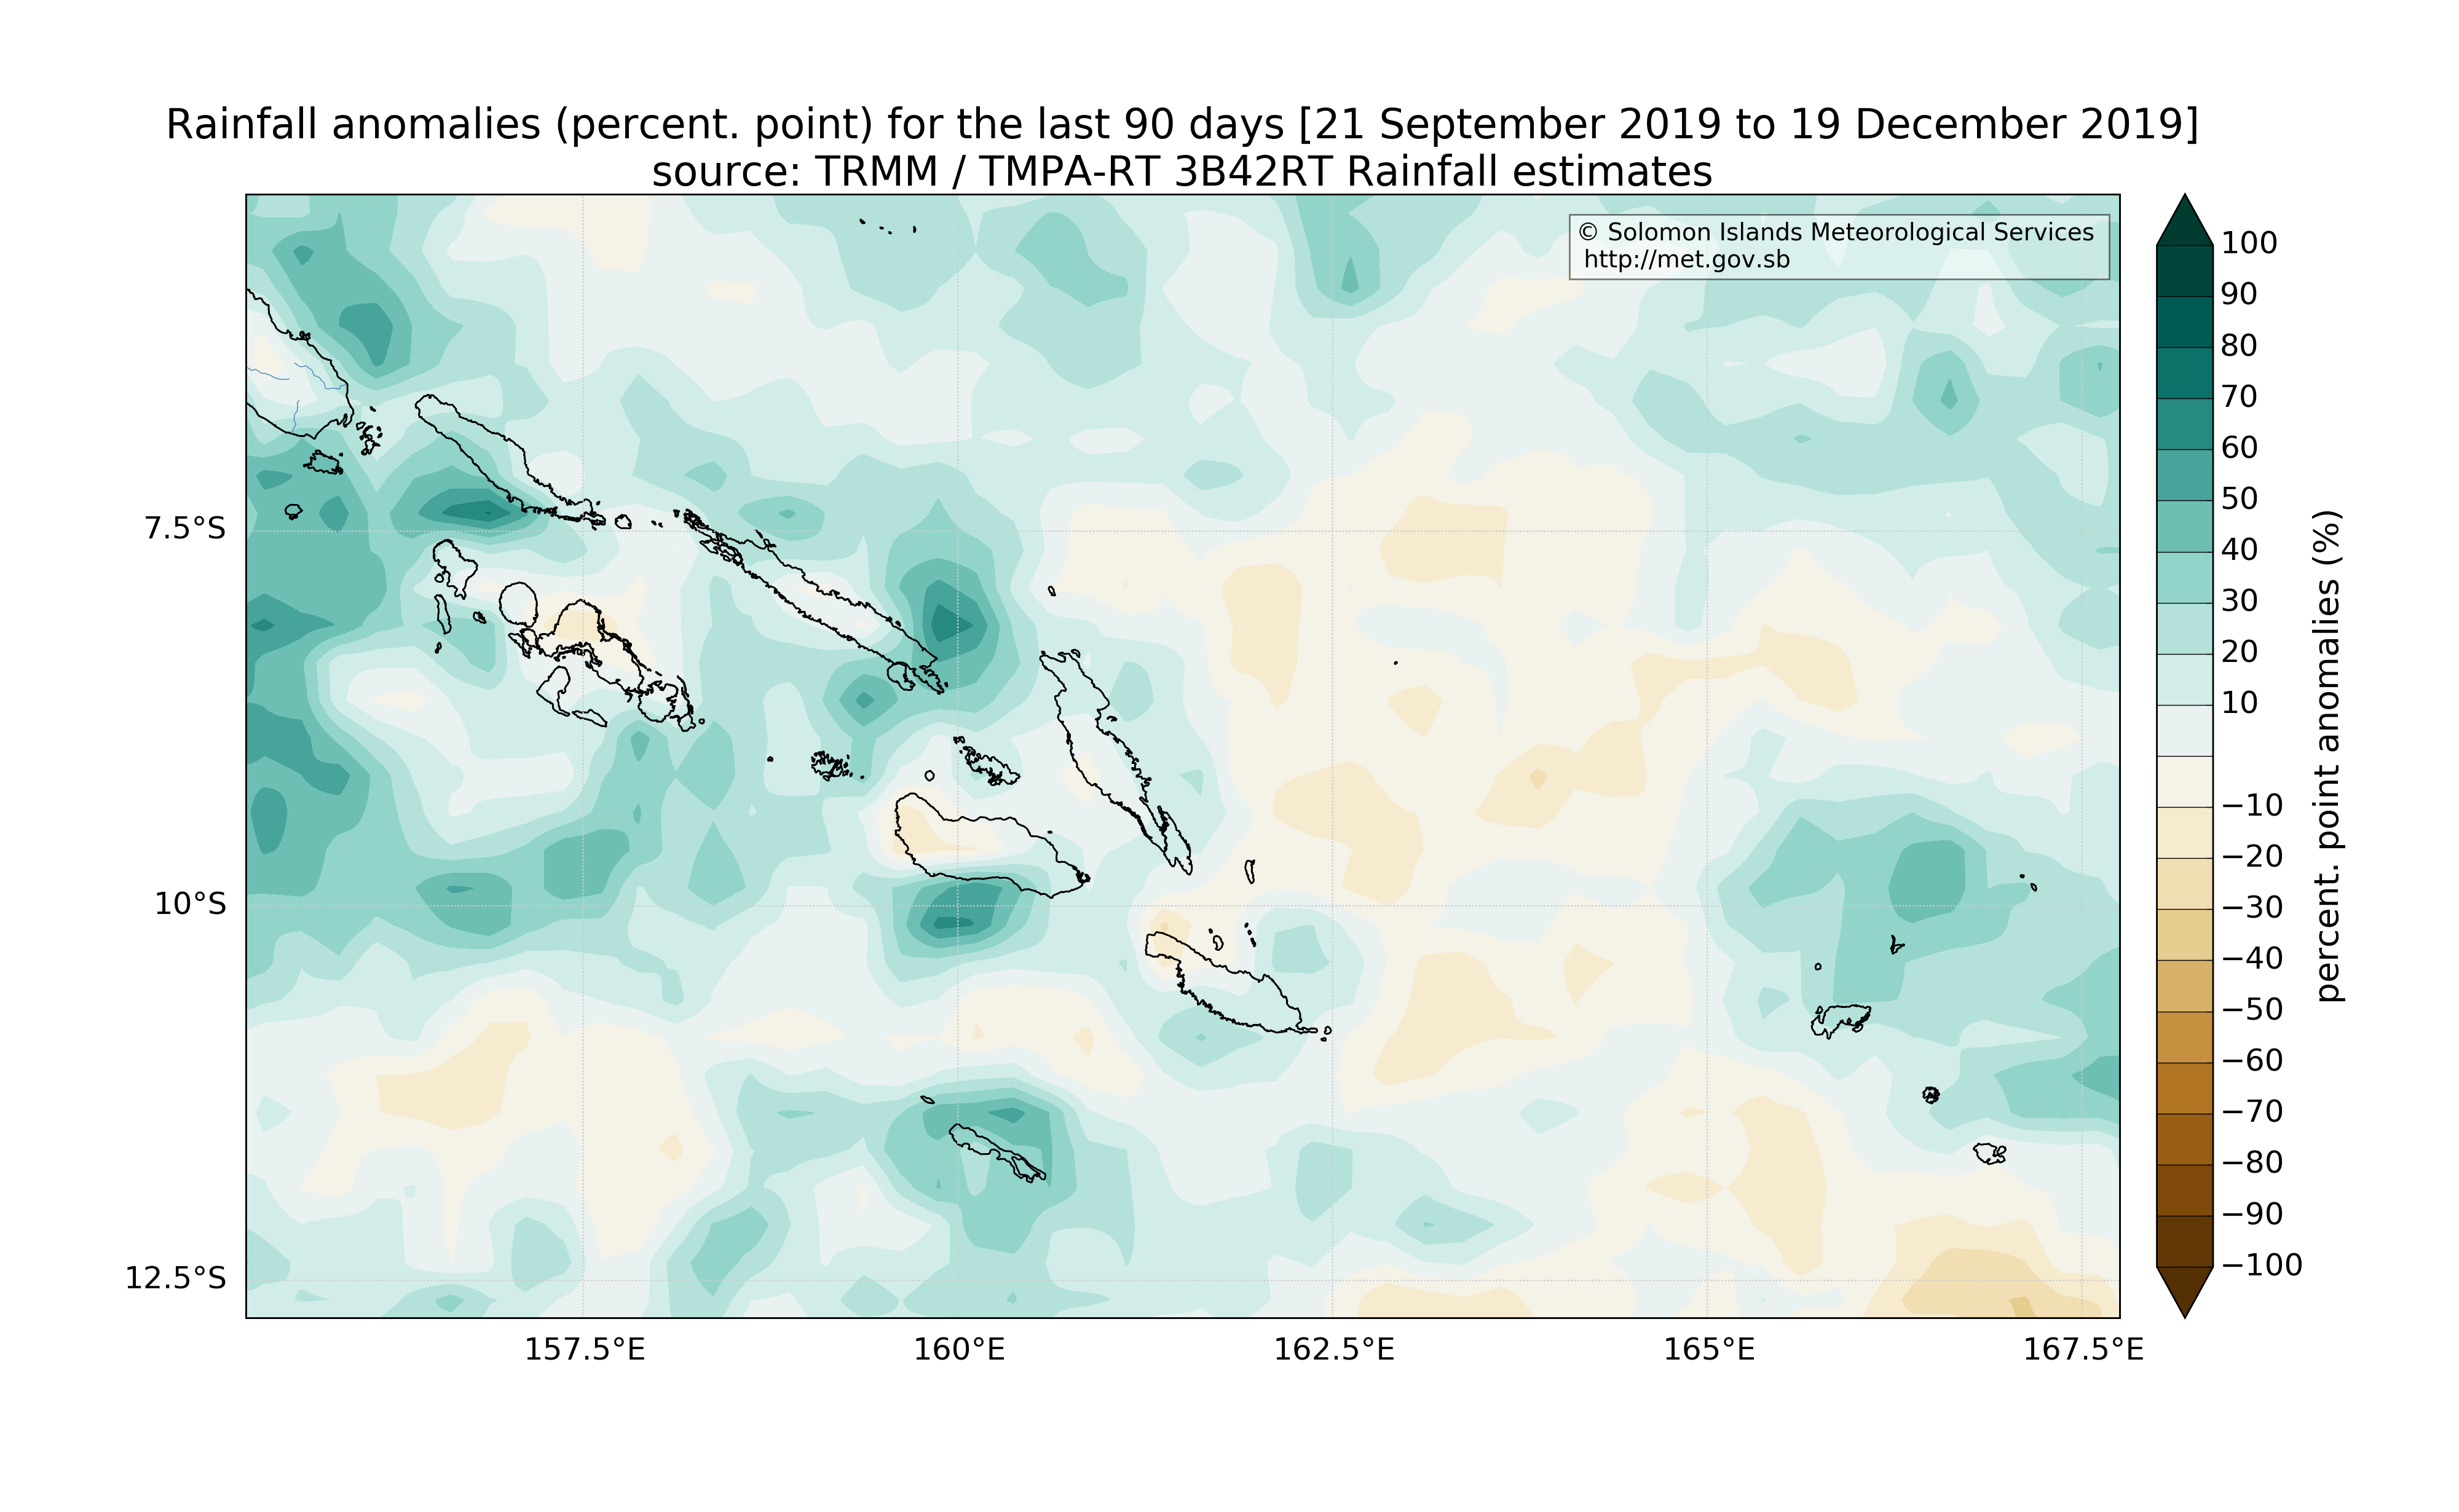 Rainfall anomalies (percent. point) for the last 90 days [21 September 2019 to 19 December 2019]
source: TRMM / TMPA-RT 3B42RT Rainfall estimates
© Solomon Islands Meteorological Services
http://met.gov.sb
7.5°S
10°S
12.5°S
157.5°E
160°E
162.5°E
165°E
167.5°E
100
90
80
70
60
50
40
30
20
10
−10
−20
−30
−40
−50
−60
−70
−80
−90
−100
percent. point anomalies (%)